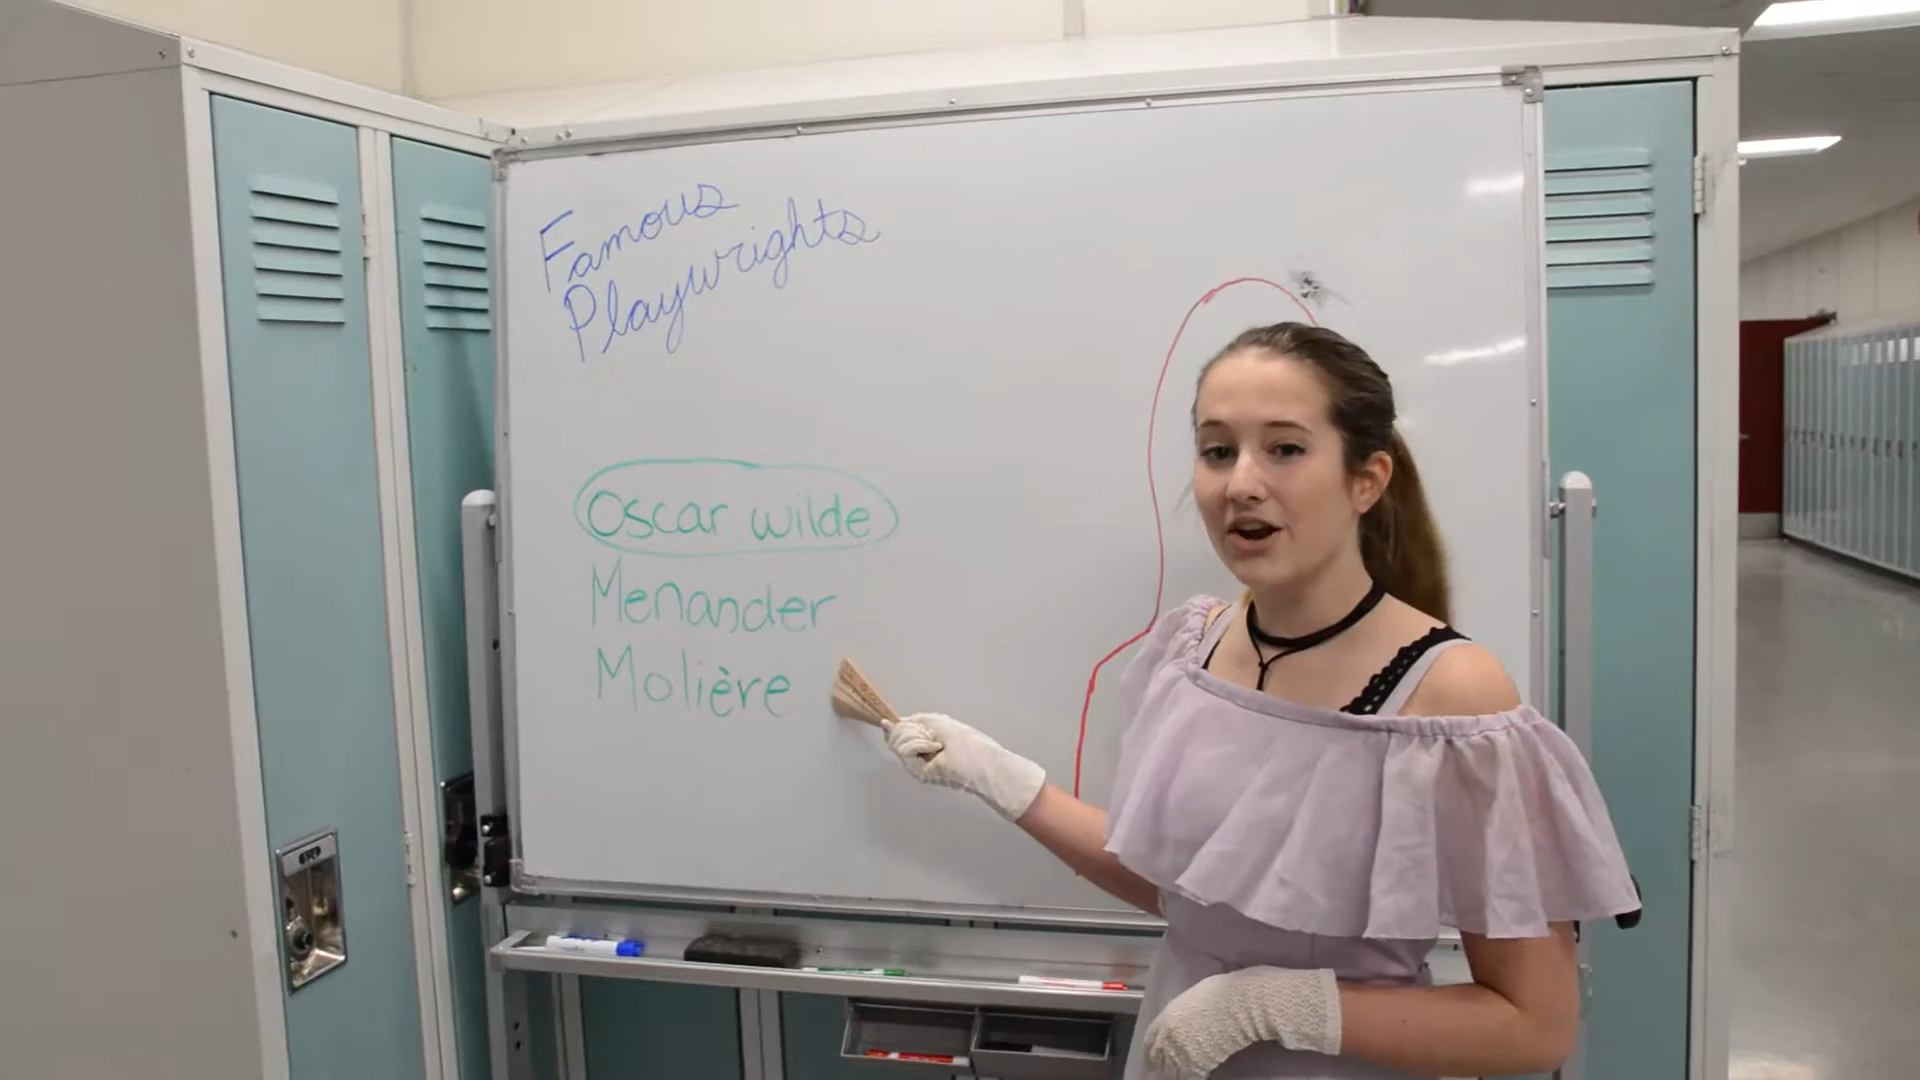 Famous
Playwrights
Oscar wilde
Menander
Molière